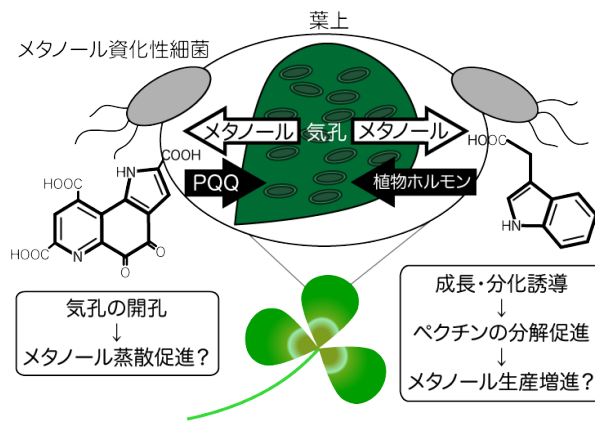 葉上
メタノール資化性細菌
メタノール
気孔
メタノール
PQQ
植物ホルモン
COOH
HN
HOOC
HOOC
N
O
O
HOOC
HN
気孔の開孔
↓
メタノール蒸散促進?
成長・分化誘導
↓
ペクチンの分解促進
↓
メタノール生産増進?